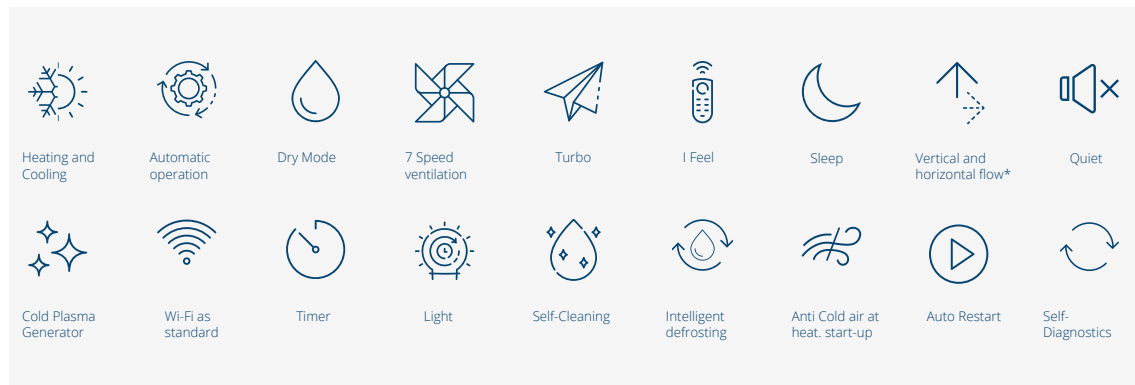 Heating and
Cooling
Automatic
operation
Dry Mode
7 Speed
ventilation
Turbo
I Feel
Sleep
Vertical and
horizontal flow*
Quiet
Cold Plasma
Generator
Wi-Fi as
standard
Timer
Light
Self-Cleaning
Intelligent
defrosting
Anti Cold air at
heat. start-up
Auto Restart
Self-
Diagnostics